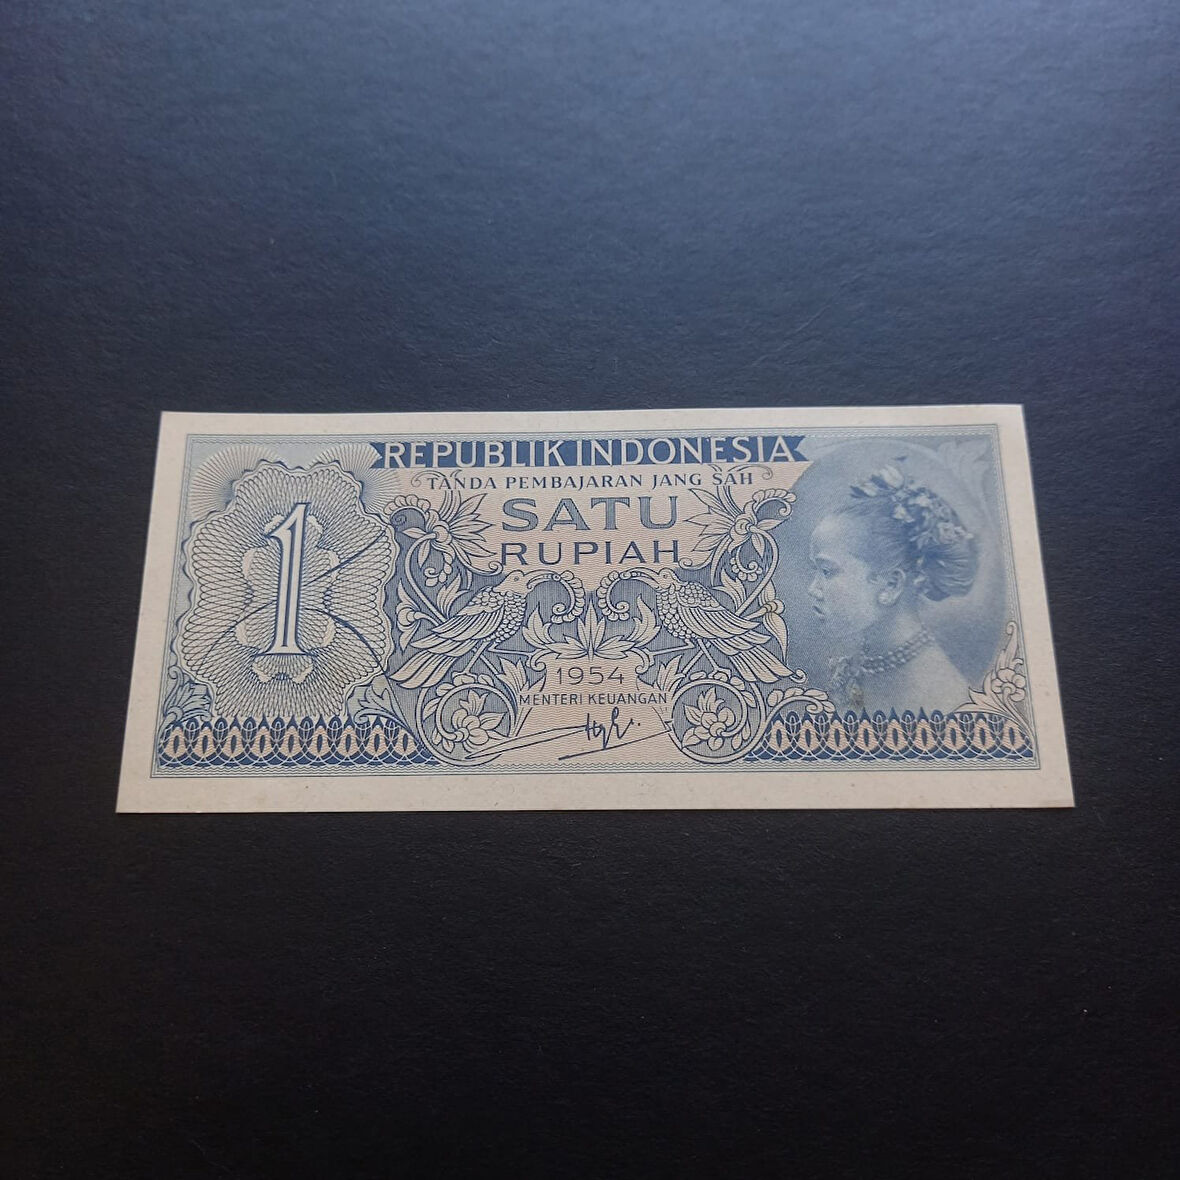 REPUBLIK INDONESIA
TANDA PEMBAJARAN JANG SAH
SATU
RUPIAH
1
1954
MENTERI KEUANGAN